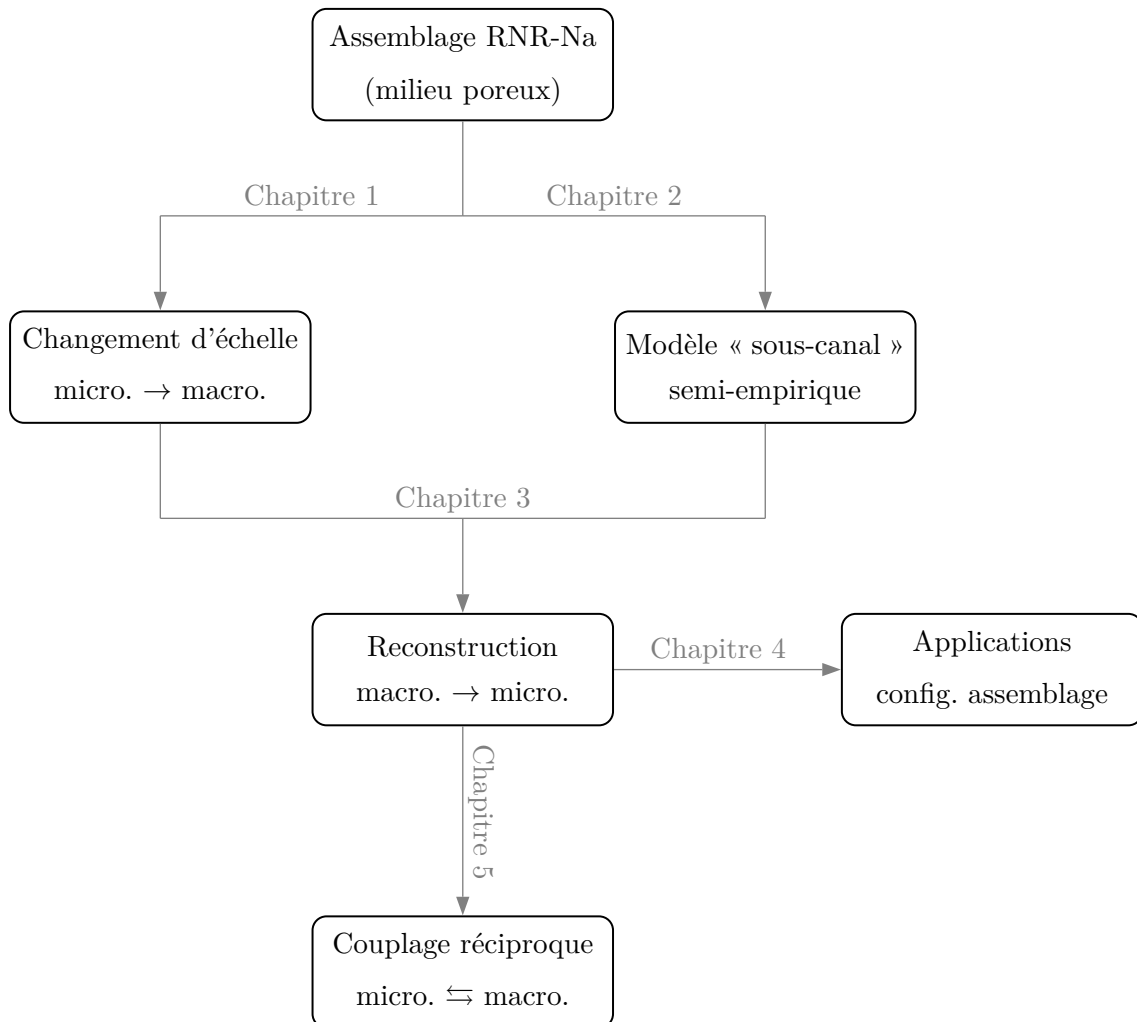 Assemblage RNR-Na
(milieu poreux)
Chapitre 1
Chapitre 2
Changement d'échelle
micro. → macro.
Modèle « sous-canal »
semi-empirique
Chapitre 3
Reconstruction
macro. → micro.
Chapitre 4
Applications
config. assemblage
Chapitre 5
Couplage réciproque
micro. ⇆ macro.